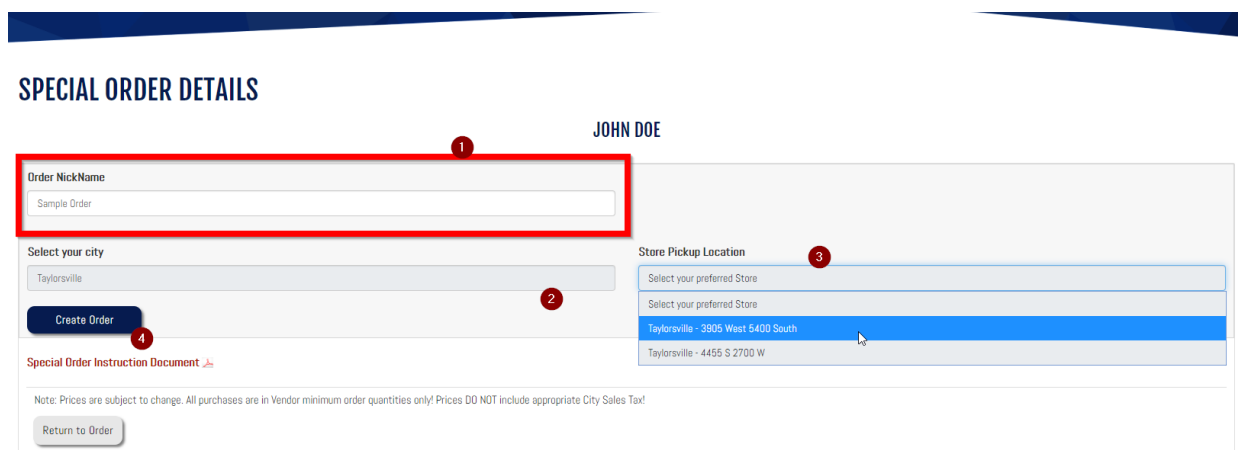 SPECIAL ORDER DETAILS
JOHN DOE
1
Order NickName
Sample Order
Select your city
Store Pickup Location
3
Taylorsville
Select your preferred Store
2
Select your preferred Store
Create Order
Taylorsville - 3905 West 5400 South
4
Taylorsville - 4455 S 2700 W
Special Order Instruction Document
Note: Prices are subject to change. All purchases are in Vendor minimum order quantities only! Prices DO NOT include appropriate City Sales Tax!
Return to Order